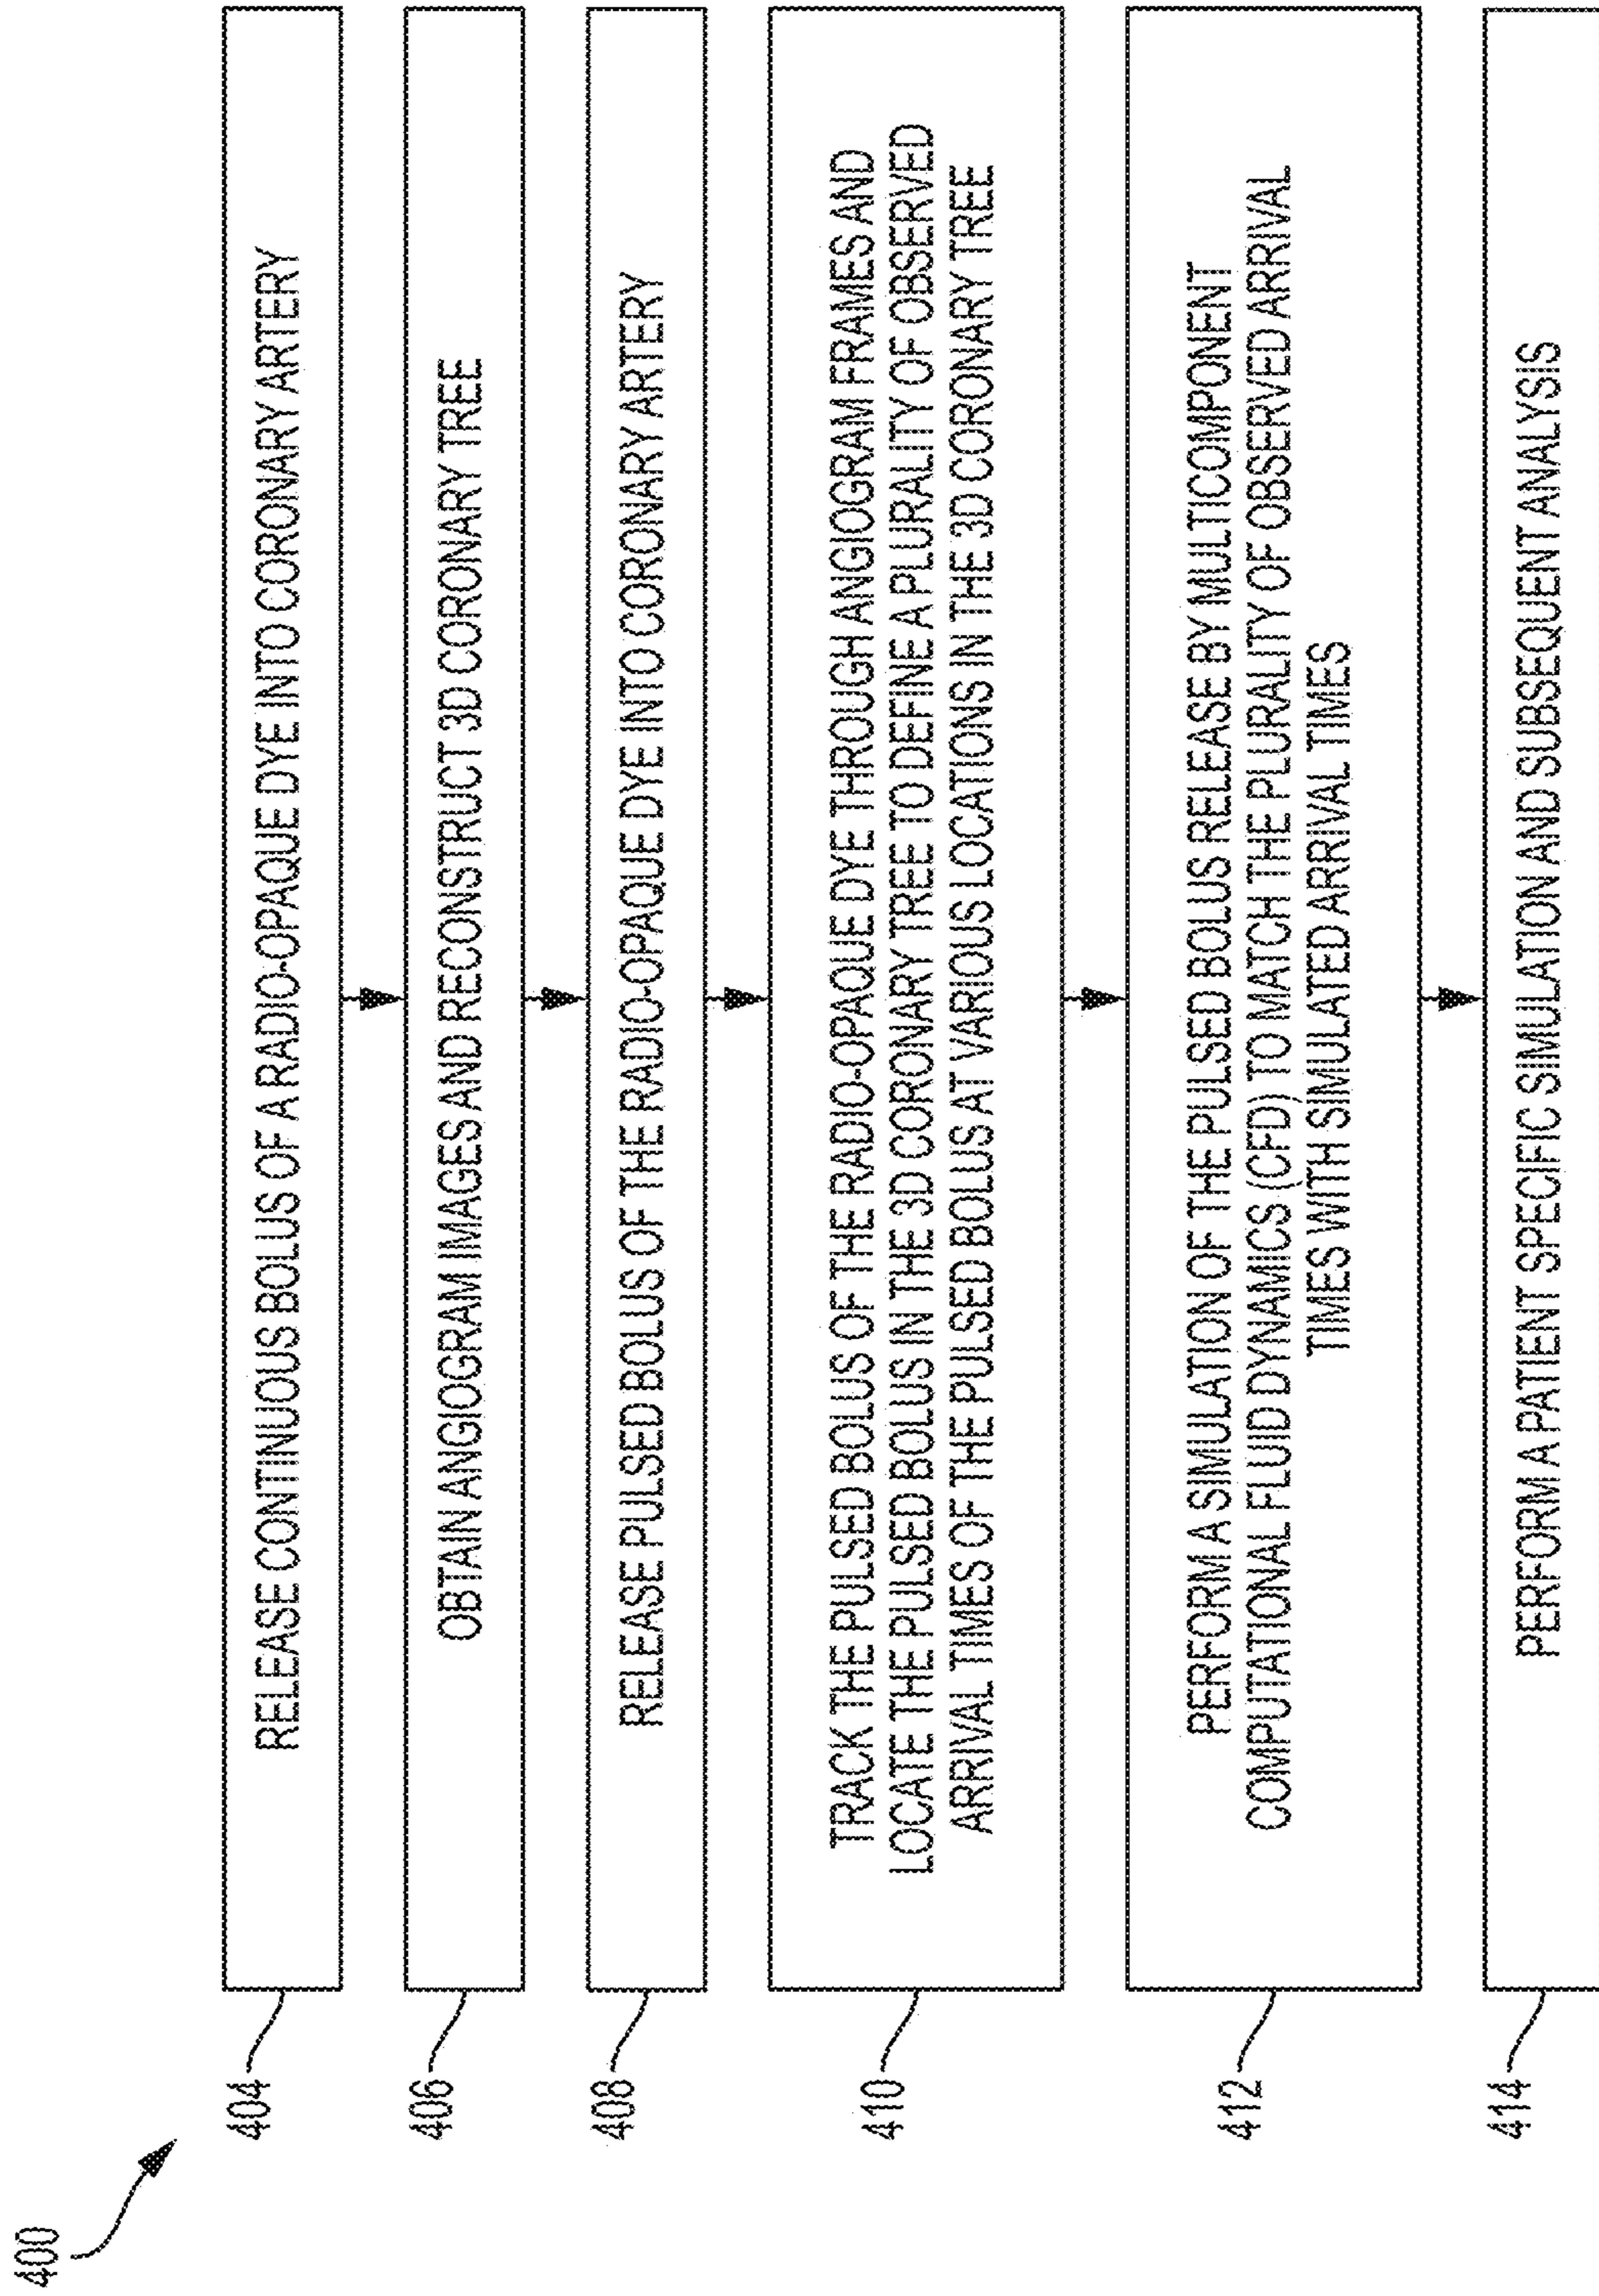 400
404
RELEASE CONTINUOUS BOLUS OF A RADIO-OPAQUE DYE INTO CORONARY ARTERY
406
OBTAIN ANGIOGRAM IMAGES AND RECONSTRUCT 3D CORONARY TREE
408
RELEASE PULSED BOLUS OF THE RADIO-OPAQUE DYE INTO CORONARY ARTERY
410
TRACK THE PULSED BOLUS OF THE RADIO-OPAQUE DYE THROUGH ANGIOGRAM FRAMES AND
LOCATE THE PULSED BOLUS IN THE 3D CORONARY TREE TO DEFINE A PLURALITY OF OBSERVED
ARRIVAL TIMES OF THE PULSED BOLUS AT VARIOUS LOCATIONS IN THE 3D CORONARY TREE
412
PERFORM A SIMULATION OF THE PULSED BOLUS RELEASE BY MULTICOMPONENT
COMPUTATIONAL FLUID DYNAMICS (CFD) TO MATCH THE PLURALITY OF OBSERVED ARRIVAL
TIMES WITH SIMULATED ARRIVAL TIMES
414
PERFORM A PATIENT SPECIFIC SIMULATION AND SUBSEQUENT ANALYSIS